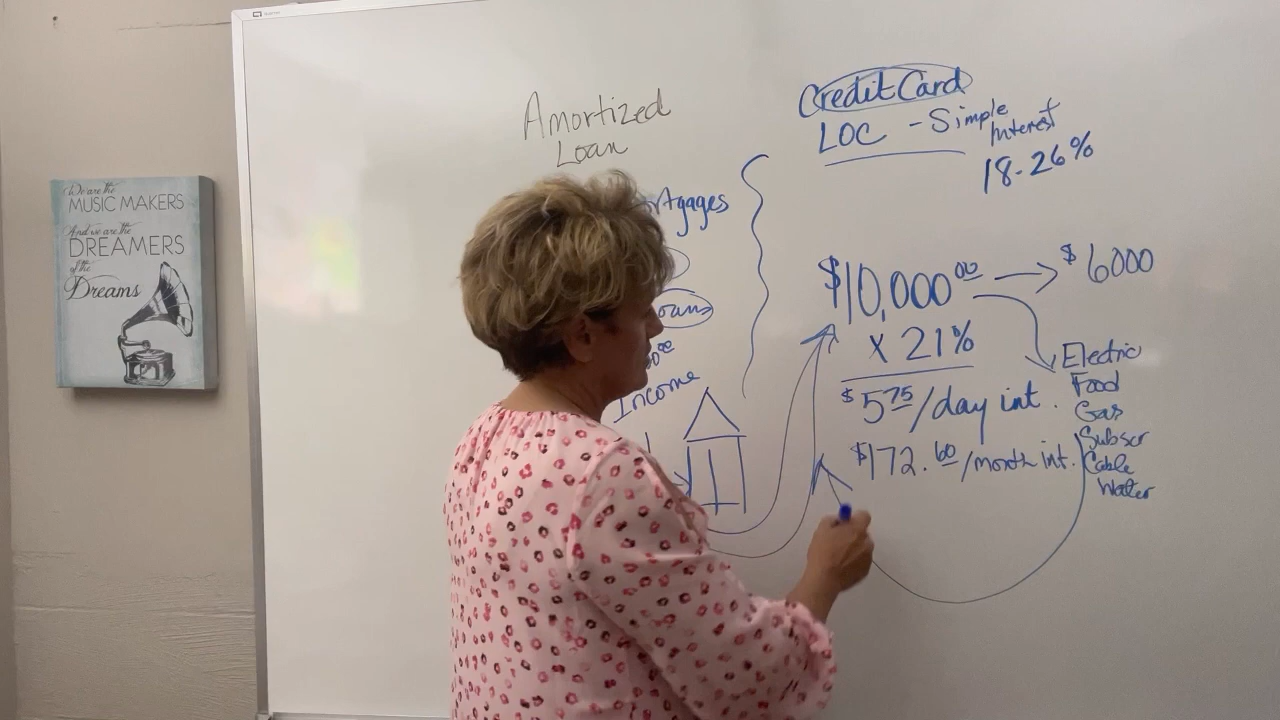 We are the
MUSIC MAKERS
And we are the
DREAMERS
of the
Dreams
Amortized
Loan
rtgages
oans
Income
Credit Card
LOC - Simple
Interest
18-26%
$10,000.00
$6000
x 21%
$5.75/day int.
$172.60/month int.
Electric
Food
Gas
Subscr
Cable
Water